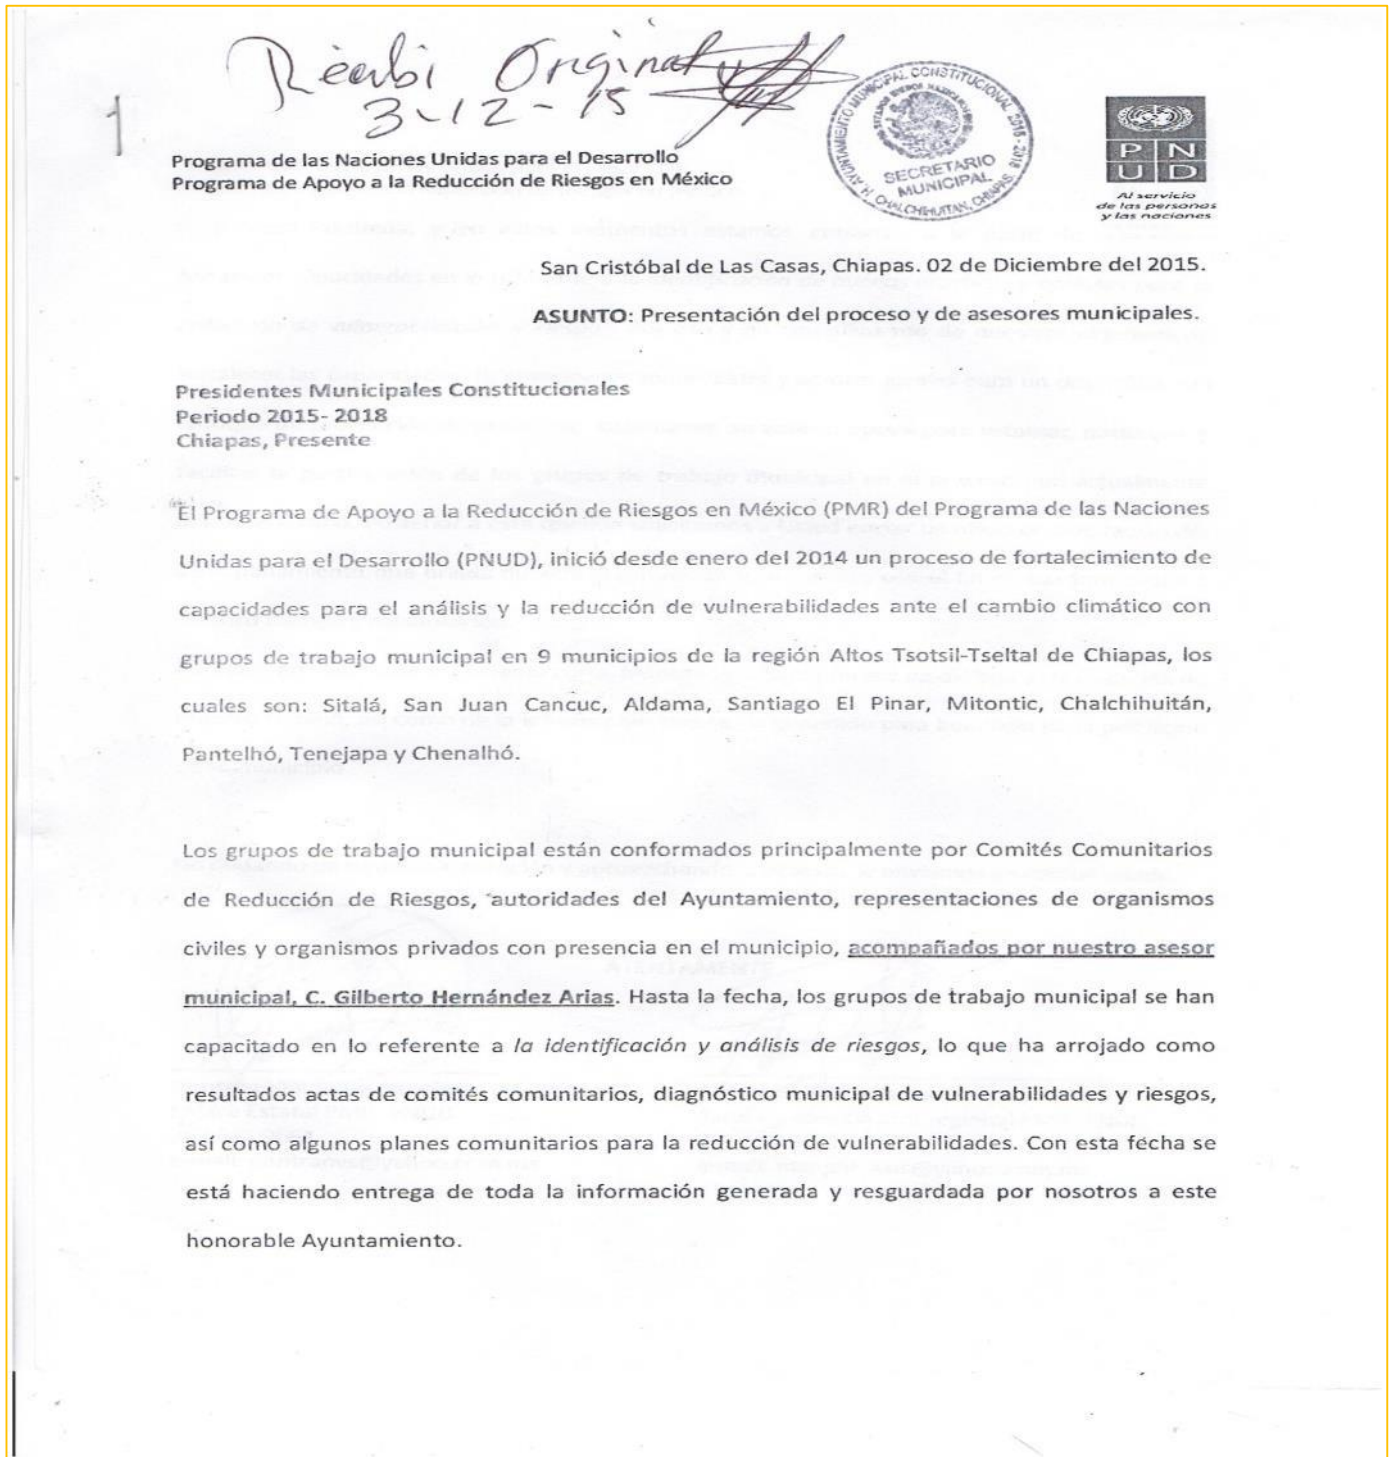 Recibi Original
3-12-15
1
Programa de las Naciones Unidas para el Desarrollo
Programa de Apoyo a la Reducción de Riesgos en México
H. AYUNTAMIENTO MUNICIPAL CONSTITUCIONAL 2015 - 2018
ESTADOS UNIDOS MEXICANOS
SECRETARIO
MUNICIPAL
CHALCHIHUITAN, CHIAPAS.
P N
U D
Al servicio
de las personas
y las naciones
San Cristóbal de Las Casas, Chiapas. 02 de Diciembre del 2015.
ASUNTO: Presentación del proceso y de asesores municipales.
Presidentes Municipales Constitucionales
Periodo 2015- 2018
Chiapas, Presente
El Programa de Apoyo a la Reducción de Riesgos en México (PMR) del Programa de las Naciones
Unidas para el Desarrollo (PNUD), inició desde enero del 2014 un proceso de fortalecimiento de
capacidades para el análisis y la reducción de vulnerabilidades ante el cambio climático con
grupos de trabajo municipal en 9 municipios de la región Altos Tsotsil-Tseltal de Chiapas, los
cuales son: Sitalá, San Juan Cancuc, Aldama, Santiago El Pinar, Mitontic, Chalchihuitán,
Pantelhó, Tenejapa y Chenalhó.
Los grupos de trabajo municipal están conformados principalmente por Comités Comunitarios
de Reducción de Riesgos, autoridades del Ayuntamiento, representaciones de organismos
civiles y organismos privados con presencia en el municipio, acompañados por nuestro asesor
municipal, C. Gilberto Hernández Arias. Hasta la fecha, los grupos de trabajo municipal se han
capacitado en lo referente a la identificación y análisis de riesgos, lo que ha arrojado como
resultados actas de comités comunitarios, diagnóstico municipal de vulnerabilidades y riesgos,
así como algunos planes comunitarios para la reducción de vulnerabilidades. Con esta fecha se
está haciendo entrega de toda la información generada y resguardada por nosotros a este
honorable Ayuntamiento.